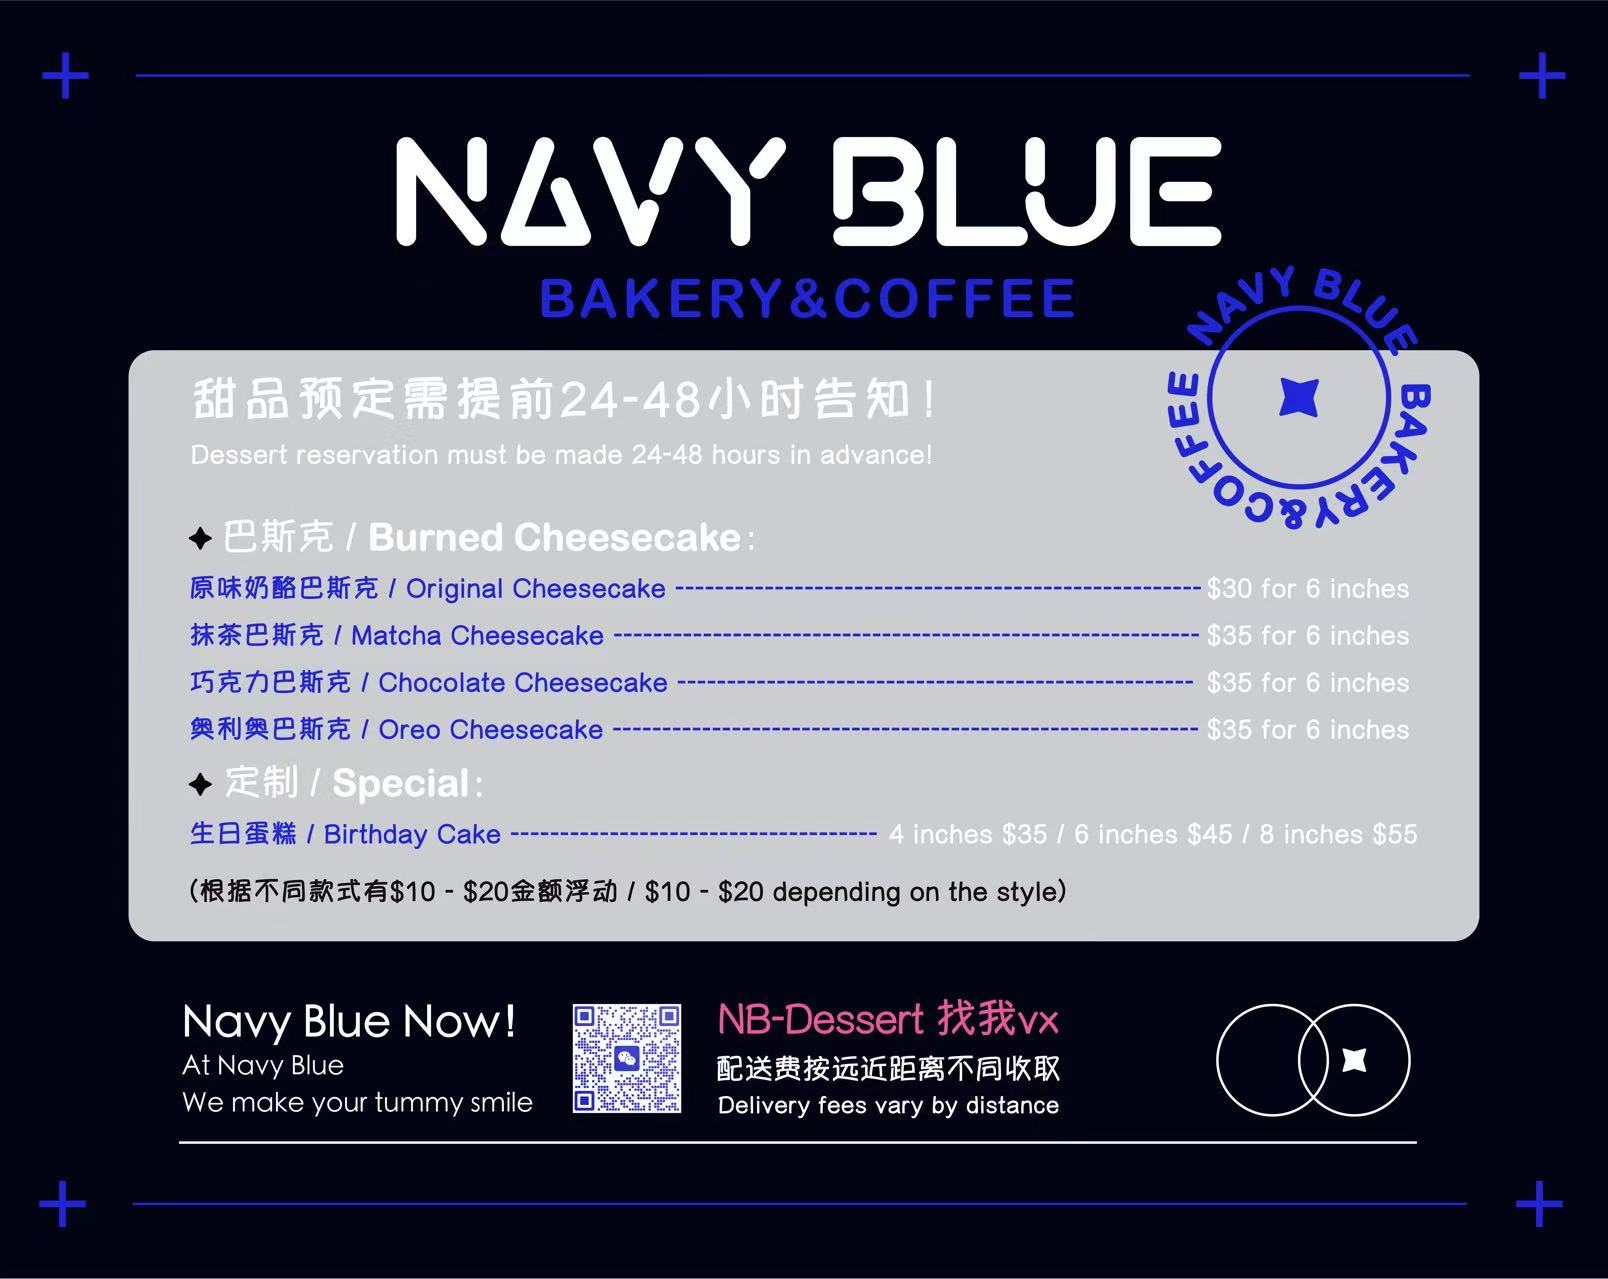 NAVY BLUE
BAKERY&COFFEE
NAVY BLUE BAKERY&COFFEE
甜品预定需提前24-48小时告知！
Dessert reservation must be made 24-48 hours in advance!
巴斯克 / Burned Cheesecake：
原味奶酪巴斯克 / Original Cheesecake ---------------------------------------------------- $30 for 6 inches
抹茶巴斯克 / Matcha Cheesecake ---------------------------------------------------------- $35 for 6 inches
巧克力巴斯克 / Chocolate Cheesecake --------------------------------------------------- $35 for 6 inches
奥利奥巴斯克 / Oreo Cheesecake ---------------------------------------------------------- $35 for 6 inches
定制 / Special：
生日蛋糕 / Birthday Cake ------------------------------------ 4 inches $35 / 6 inches $45 / 8 inches $55
(根据不同款式有$10 - $20金额浮动 / $10 - $20 depending on the style)
Navy Blue Now!
At Navy Blue
We make your tummy smile
NB-Dessert 找我vx
配送费按远近距离不同收取
Delivery fees vary by distance